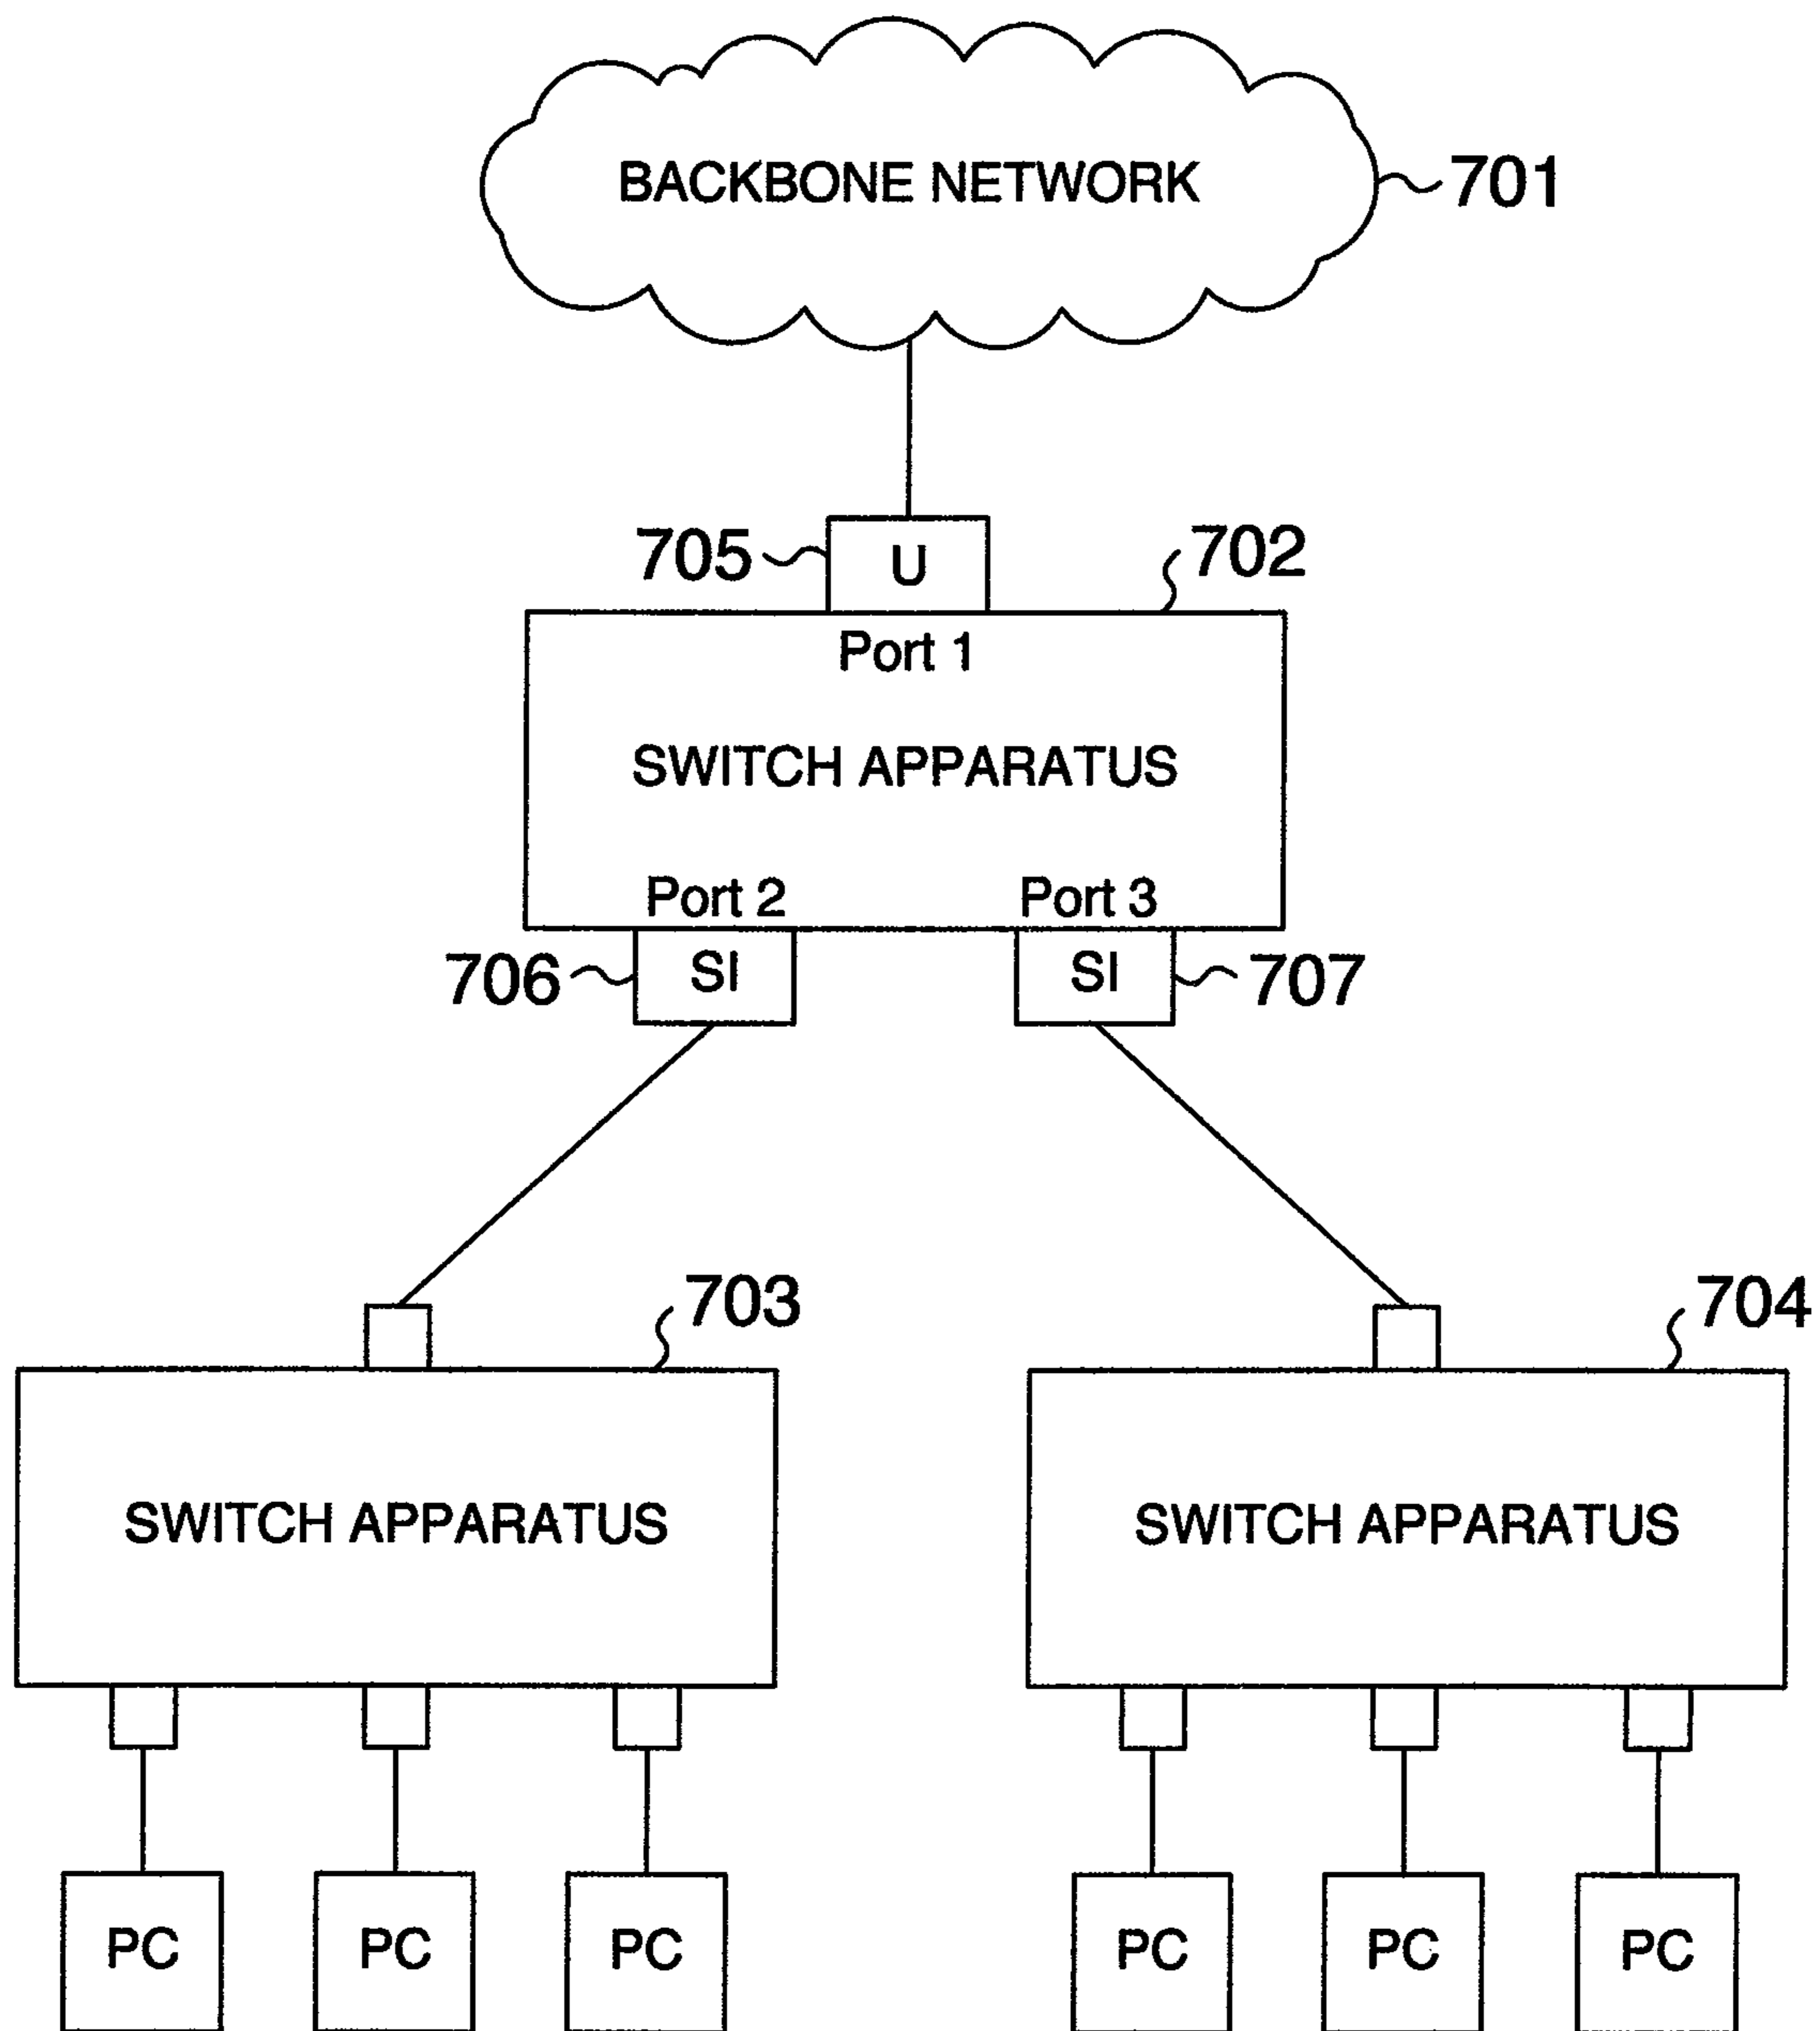 BACKBONE NETWORK
701
705
U
702
Port 1
SWITCH APPARATUS
Port 2
Port 3
706
SI
SI
707
703
704
SWITCH APPARATUS
SWITCH APPARATUS
PC
PC
PC
PC
PC
PC